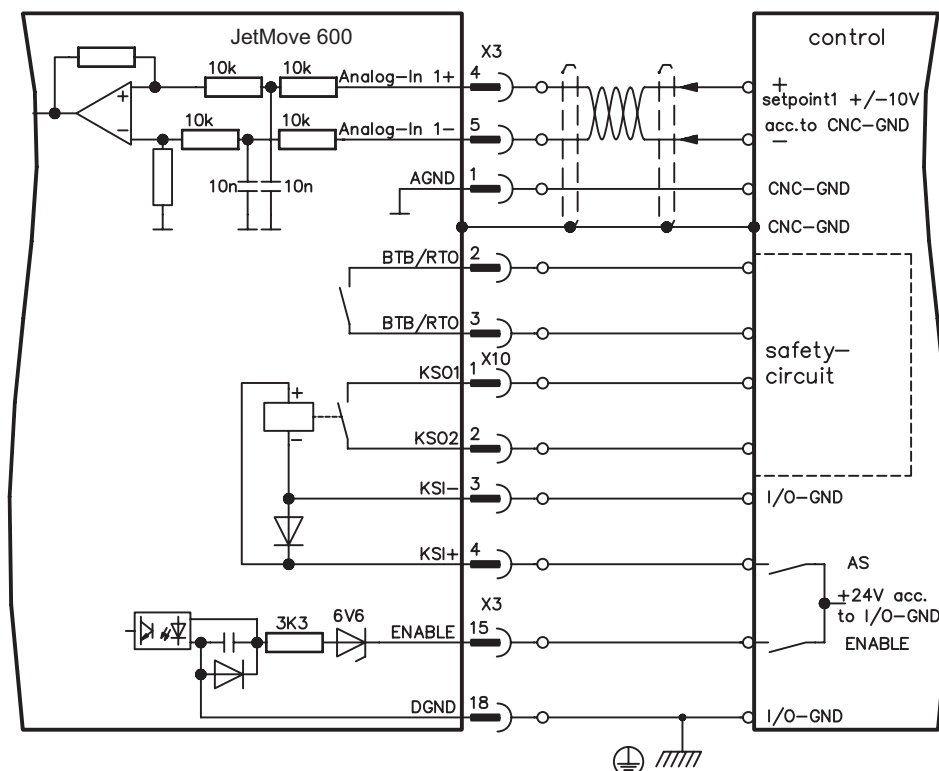 JetMove 600
X3
control
10k
10k
Analog-In 1+
4
+
setpoint1 +/-10V
acc.to CNC-GND
-
+
-
10k
10k
Analog-In 1-
5
10n
10n
AGND
1
CNC-GND
CNC-GND
BTB/RTO
2
BTB/RTO
3
safety-
circuit
X10
KSO1
1
+
-
KSO2
2
KSI-
3
I/O-GND
KSI+
4
AS
+24V acc.
to I/O-GND
X3
3K3
6V6
ENABLE
15
ENABLE
DGND
18
I/O-GND